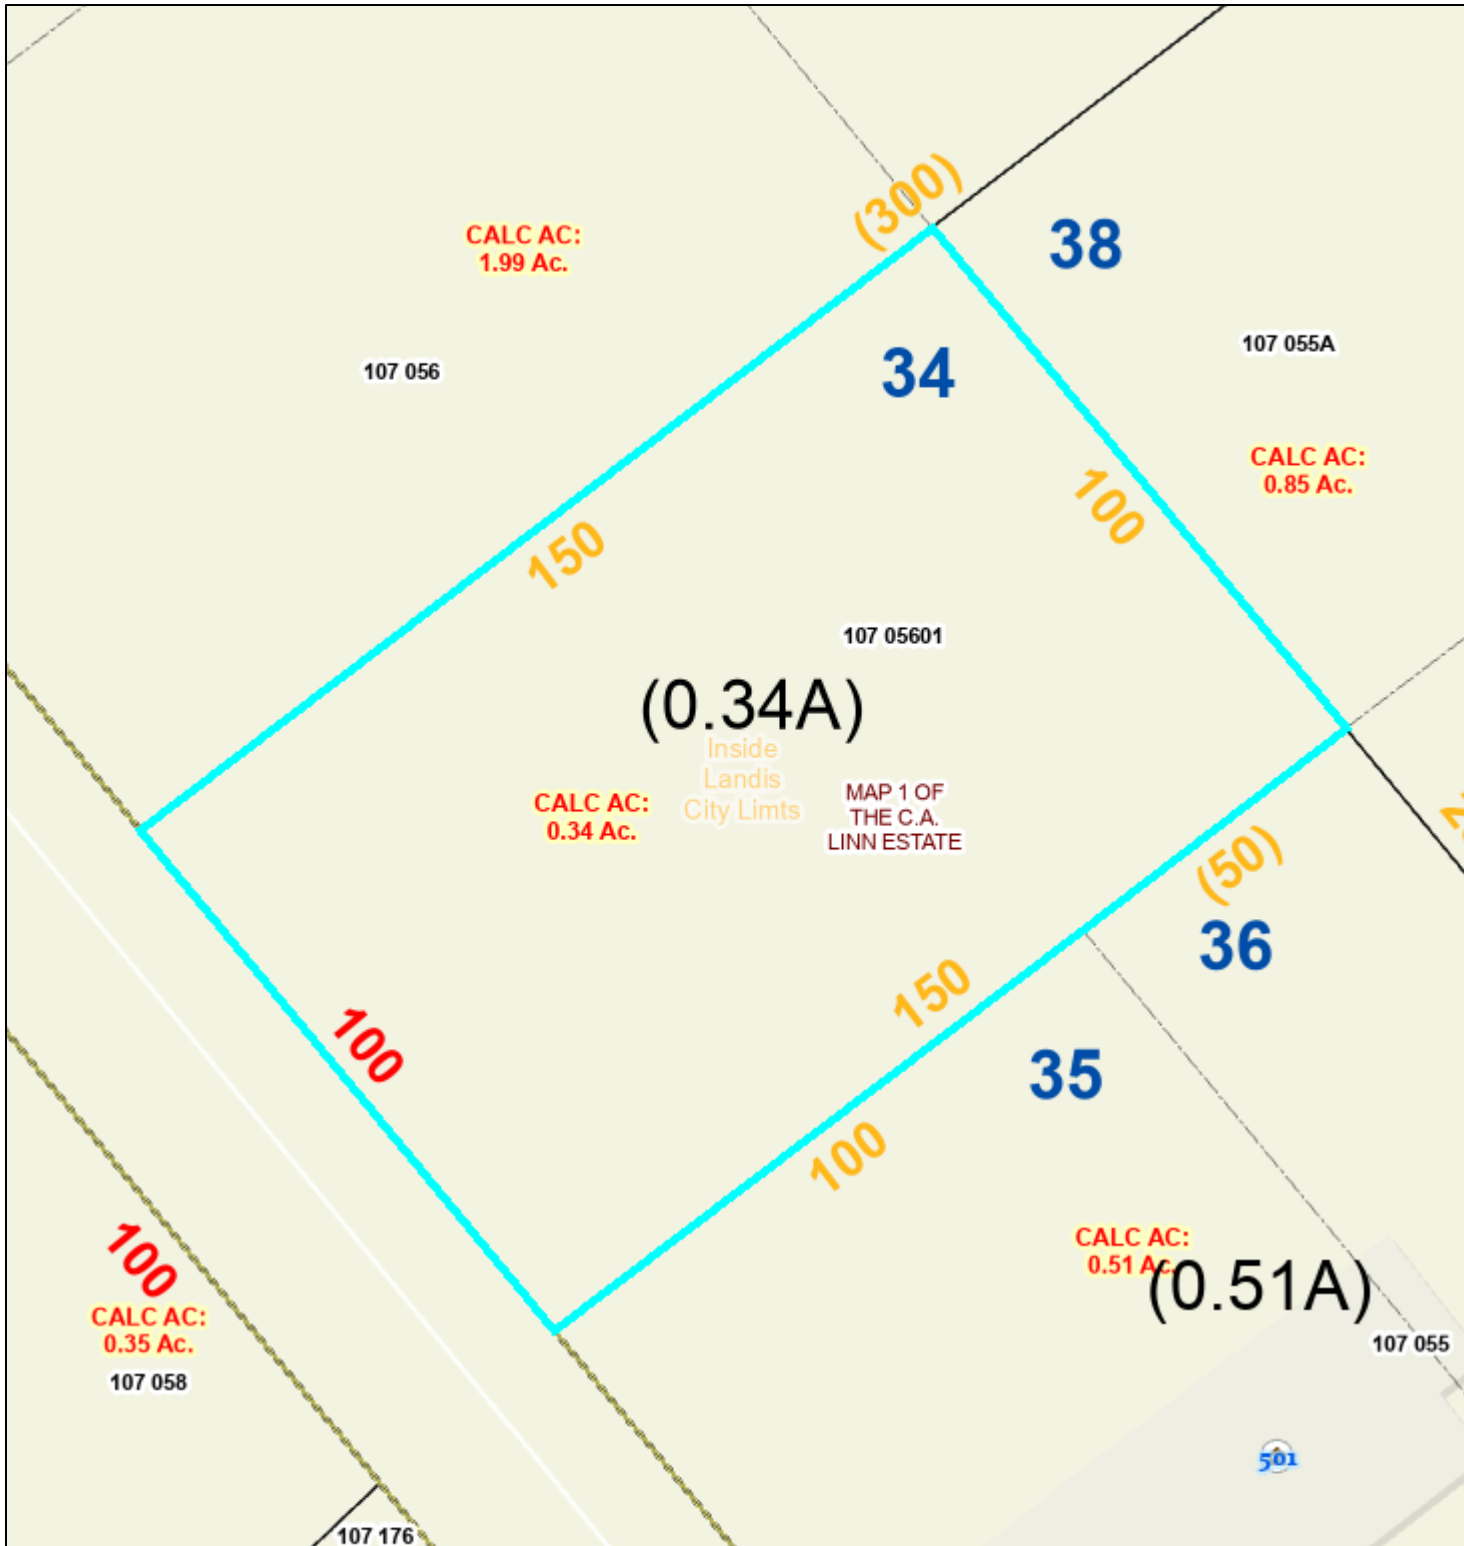 (300)
38
CALC AC:
1.99 Ac.
107 055A
34
107 056
CALC AC:
0.85 Ac.
100
150
107 05601
(0.34A)
Inside
Landis
City Limts
CALC AC:
0.34 Ac.
MAP 1 OF
THE C.A.
LINN ESTATE
(50)
36
150
100
35
100
100
CALC AC:
0.51 Ac.
(0.51A)
CALC AC:
0.35 Ac.
107 055
107 058
501
107 176